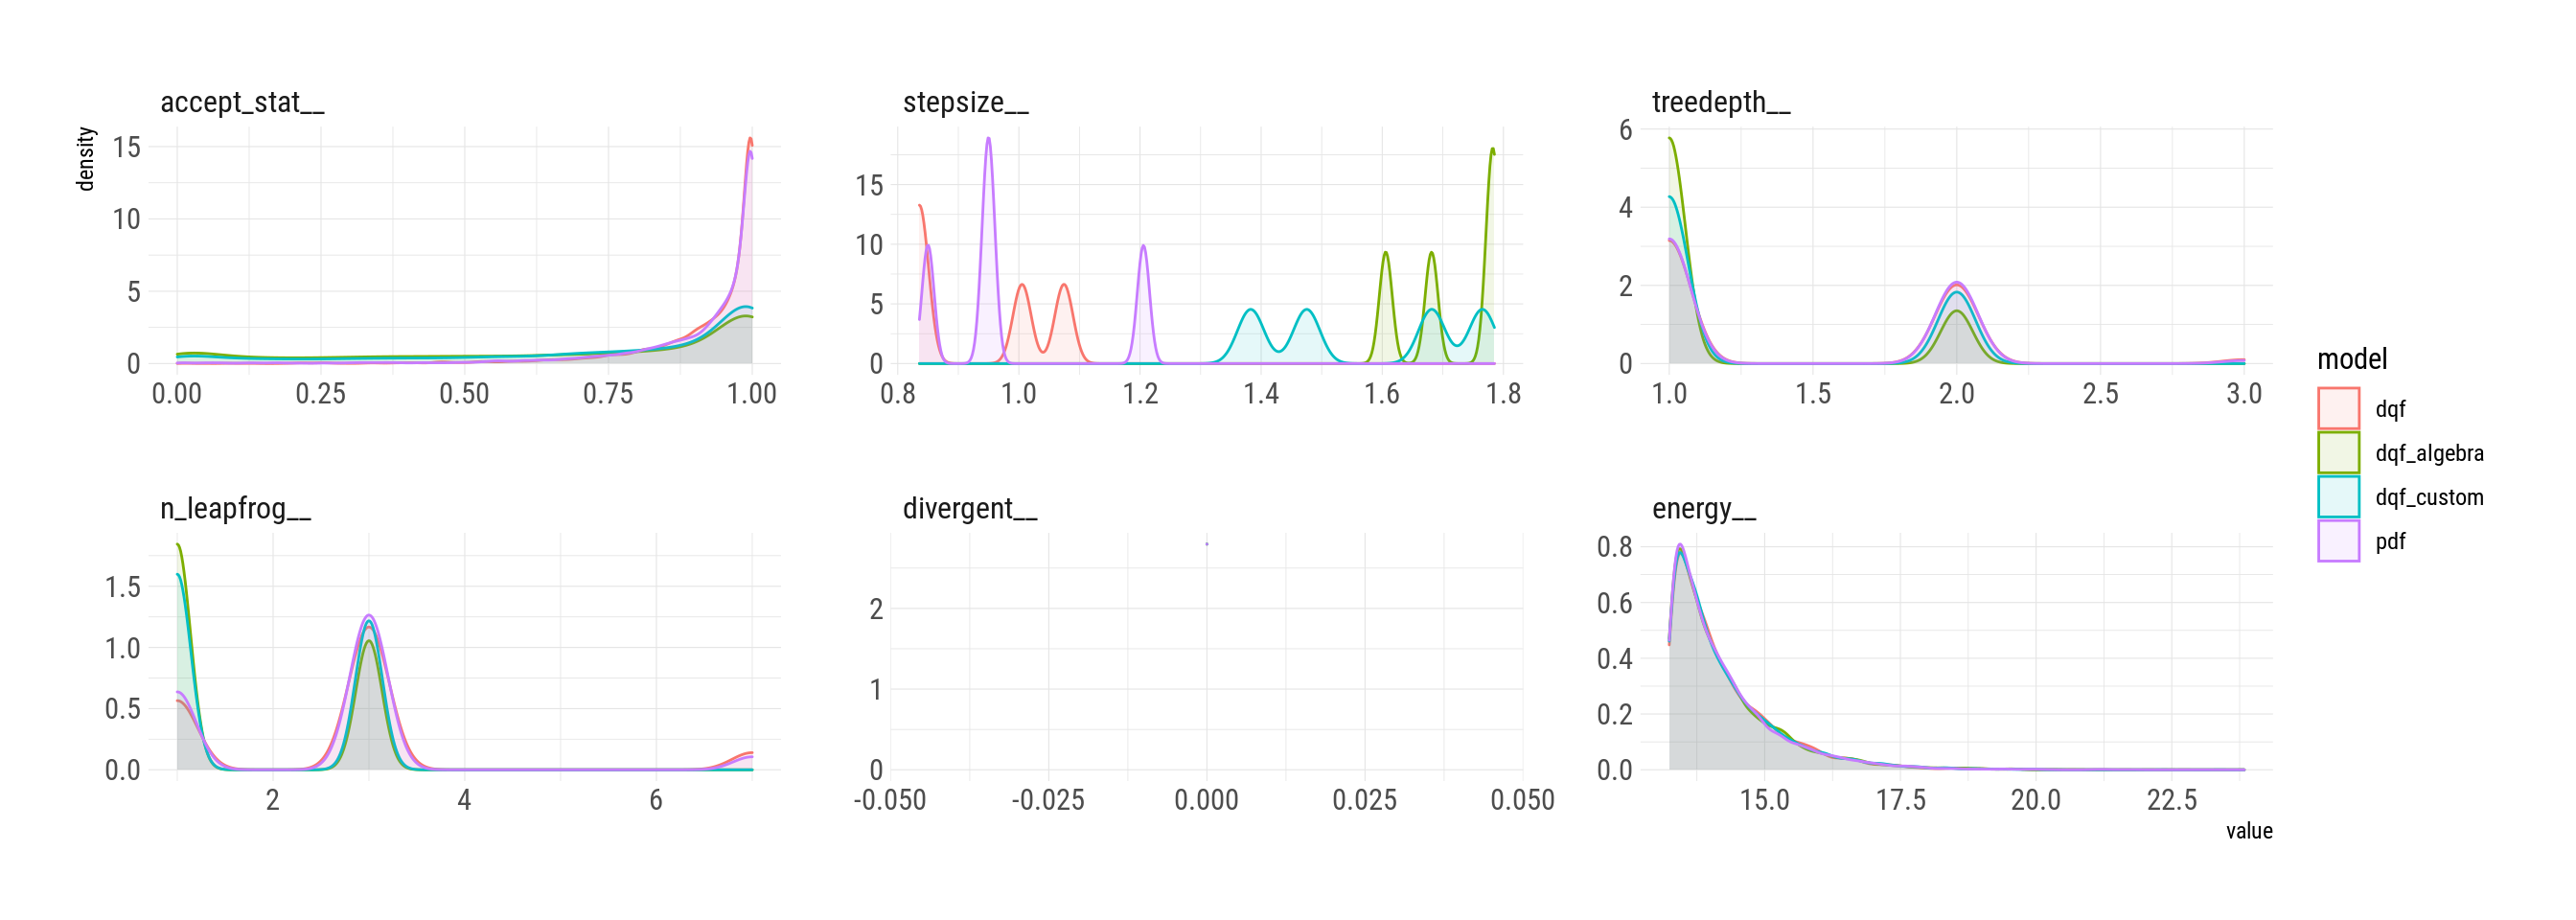 accept_stat__
stepsize__
treedepth__
density
15
10
5
0
0.00 0.25 0.50 0.75 1.00
15
10
5
0
0.8 1.0 1.2 1.4 1.6 1.8
6
4
2
0
1.0 1.5 2.0 2.5 3.0
n_leapfrog__
divergent__
energy__
1.5
1.0
0.5
0.0
2 4 6
2
1
0
-0.050 -0.025 0.000 0.025 0.050
0.8
0.6
0.4
0.2
0.0
15.0 17.5 20.0 22.5
value
model
dqf
dqf_algebra
dqf_custom
pdf